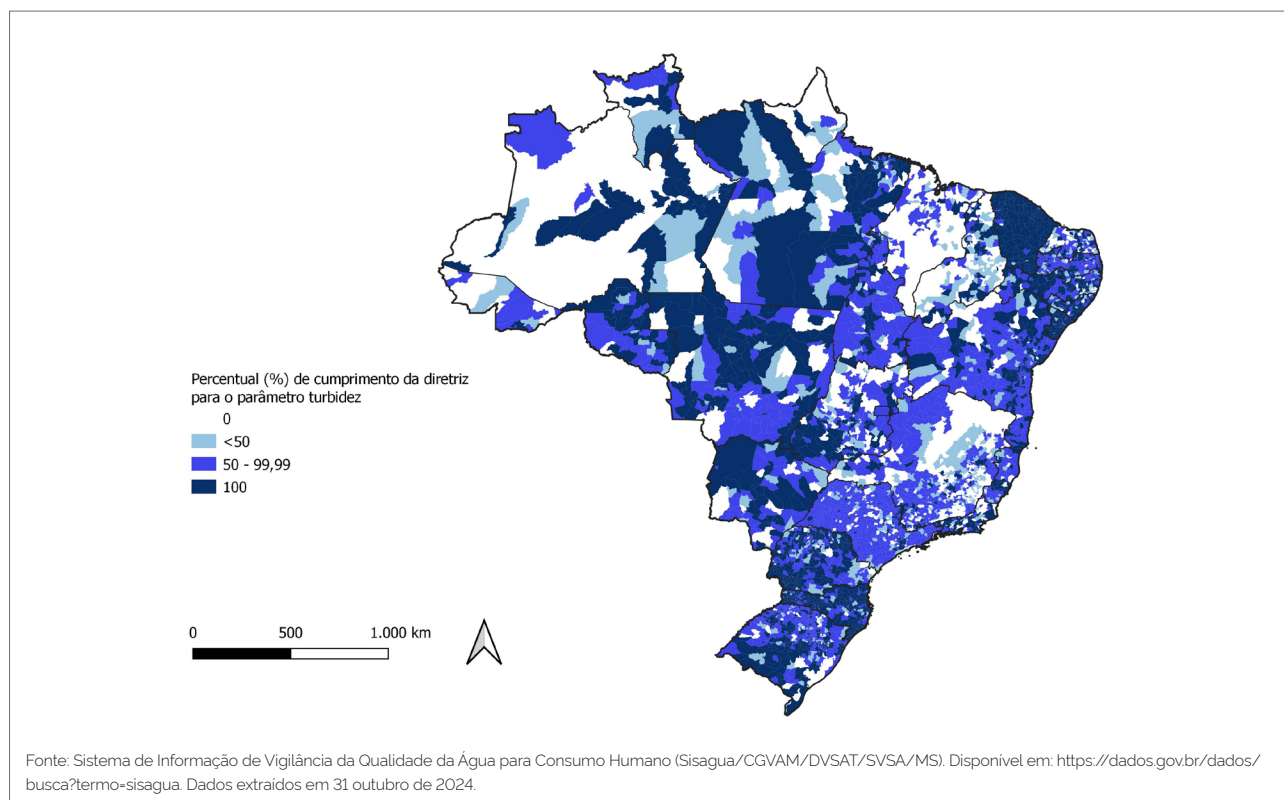 Percentual (%) de cumprimento da diretriz
para o parâmetro turbidez
0
<50
50 - 99,99
100
0 500 1.000 km
Fonte: Sistema de Informação de Vigilância da Qualidade da Água para Consumo Humano (Sisagua/CGVAM/DVSAT/SVSA/MS). Disponível em: https://dados.gov.br/dados/
busca?termo=sisagua. Dados extraídos em 31 outubro de 2024.